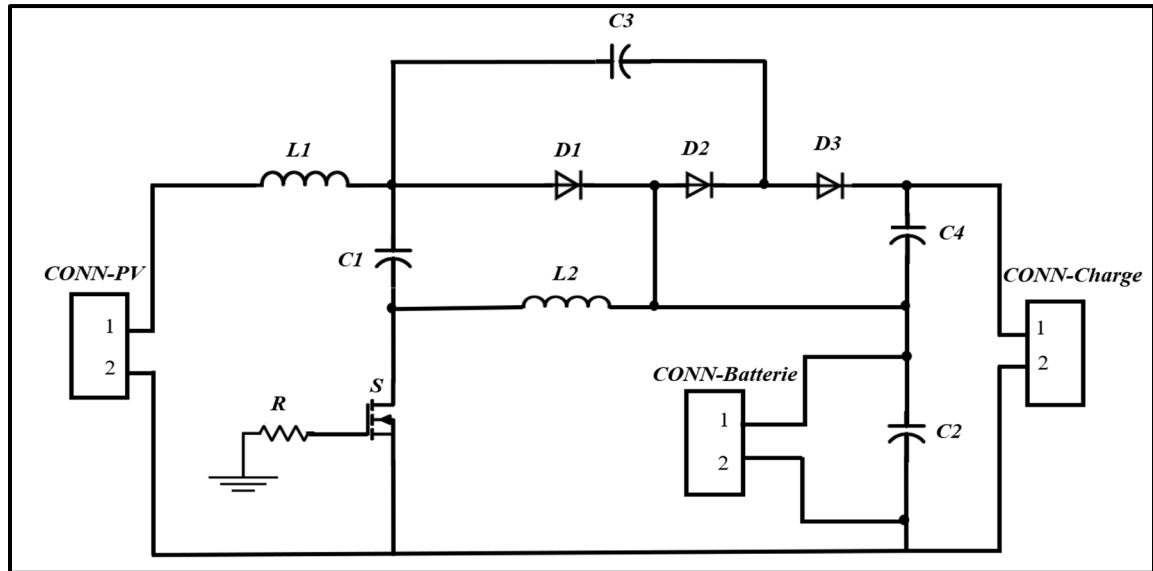 C3
L1
D1
D2
D3
C1
C4
CONN-PV
L2
CONN-Charge
1
2
1
2
CONN-Batterie
S
R
1
2
C2